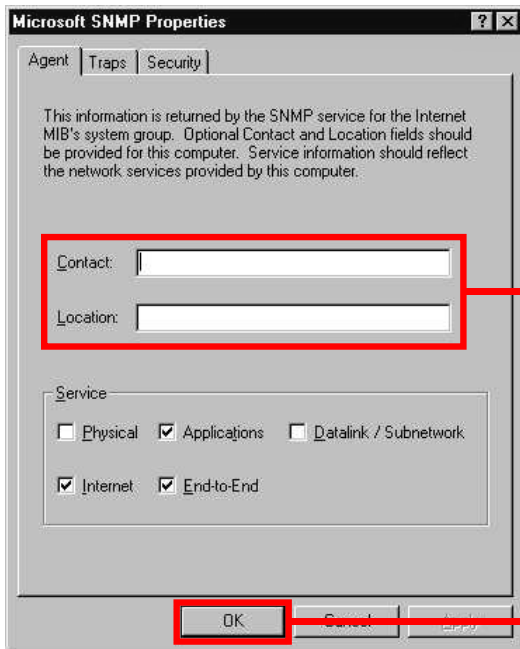 Microsoft SNMP Properties
Agent Traps Security
This information is returned by the SNMP service for the Internet
MIB's system group. Optional Contact and Location fields should
be provided for this computer. Service information should reflect
the network services provided by this computer.
Contact:
Location:
Service
Physical Applications Datalink / Subnetwork
Internet End-to-End
OK Cancel Apply